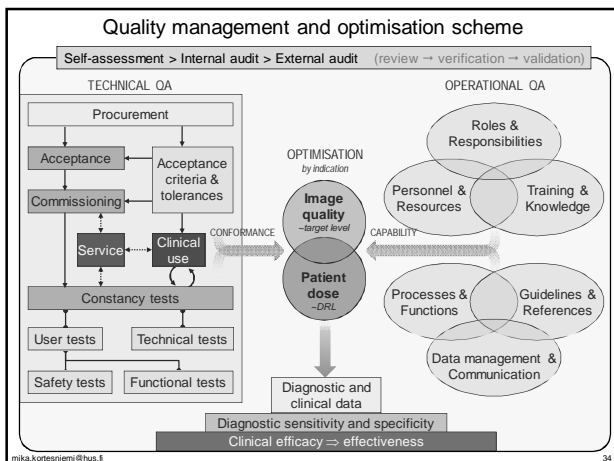 Quality management and optimisation scheme
Self-assessment > Internal audit > External audit (review → verification → validation)
TECHNICAL QA
Procurement
Acceptance
Acceptance
criteria &
tolerances
Commissioning
Service
Clinical
use
Constancy tests
User tests
Technical tests
Safety tests
Functional tests
CONFORMANCE
OPTIMISATION
by indication
Image
quality
–target level
Patient
dose
–DRL
CAPABILITY
OPERATIONAL QA
Roles &
Responsibilities
Personnel &
Resources
Training &
Knowledge
Processes &
Functions
Guidelines &
References
Data management &
Communication
Diagnostic and
clinical data
Diagnostic sensitivity and specificity
Clinical efficacy ⇒ effectiveness
mika.kortesniemi@hus.fi
34